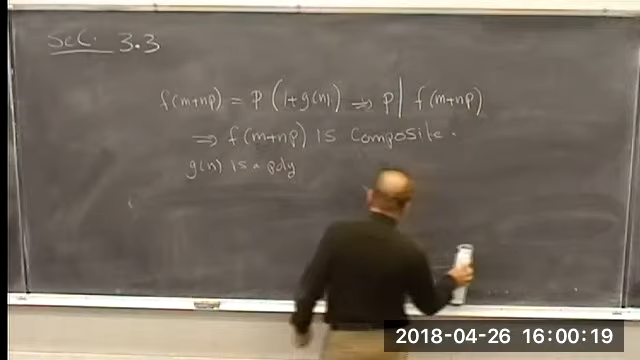 Sec. 3.3
f(m+np) = p (1+g(n)) ⇒ p | f(m+np)
⇒ f(m+np) is composite.
g(n) is a poly
2018-04-26 16:00:19